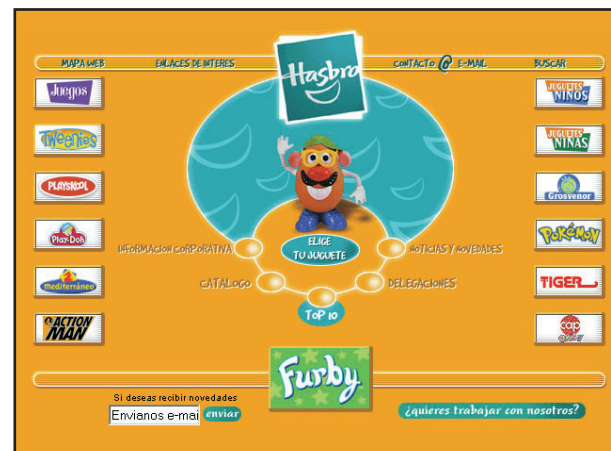 MAPA WEB
ENLACES DE INTERES
Hasbro
CONTACTO @ E-MAIL
BUSCAR
Juegos
JUGUETES
NIÑOS
Tweenies
JUGUETES
NIÑAS
PLAYSKOOL
Grosvenor
Play-Doh
Pokémon
mediterráneo
TIGER
ACTION
MAN
cap
INFORMACION CORPORATIVA
ELIGE
TU JUGUETE
NOTICIAS Y NOVEDADES
CATALOGO
DELEGACIONES
TOP 10
Furby
Si deseas recibir novedades
Envianos e-mai
enviar
¿quieres trabajar con nosotros?